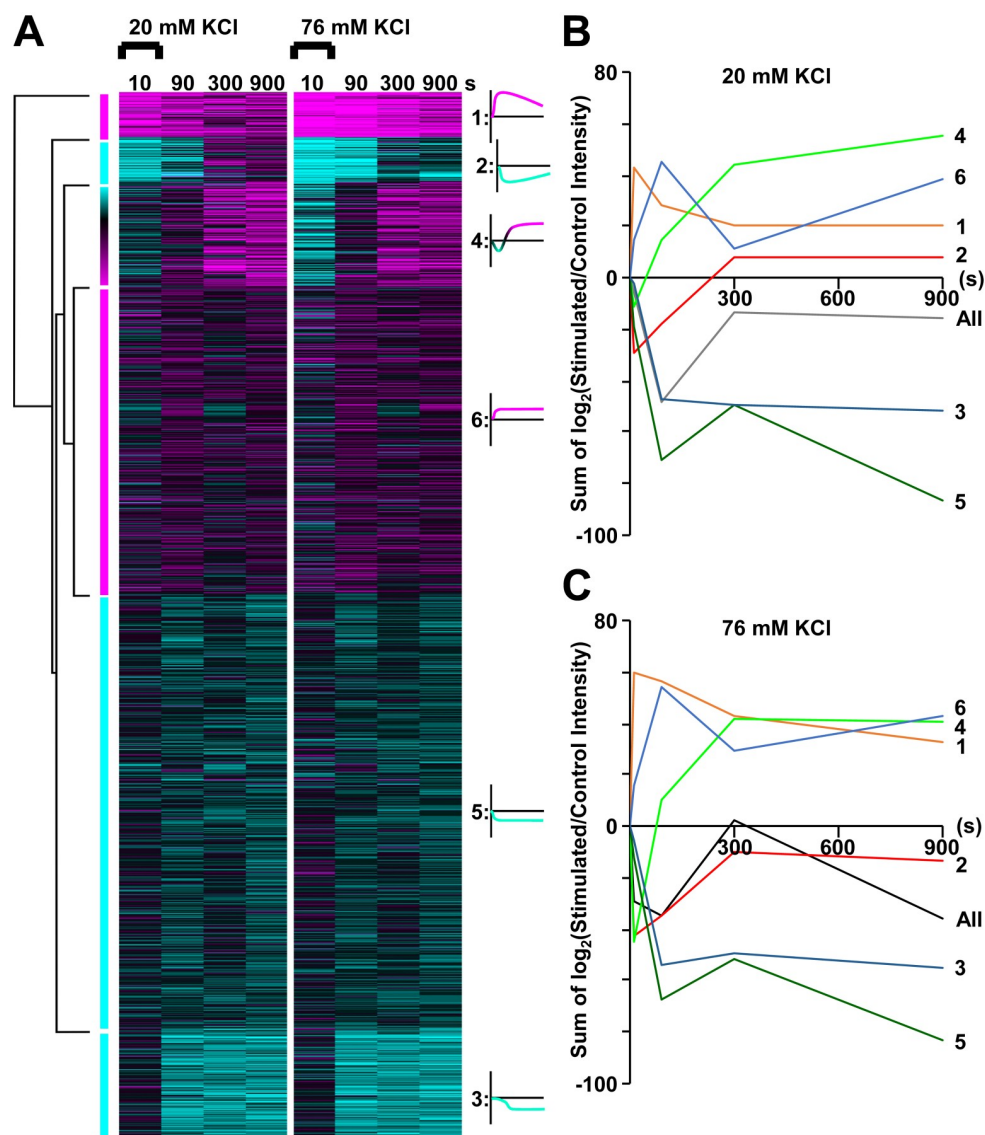 A
20 mM KCl 76 mM KCl
10 90 300 900 10 90 300 900 s
1:
2:
4:
6:
5:
3:
B
20 mM KCl
Sum of log2(Stimulated/Control Intensity)
80
0
-100
300 600 900
(s)
4
6
1
2
All
3
5
C
76 mM KCl
Sum of log2(Stimulated/Control Intensity)
80
0
-100
300 600 900
(s)
6
4
1
2
All
3
5